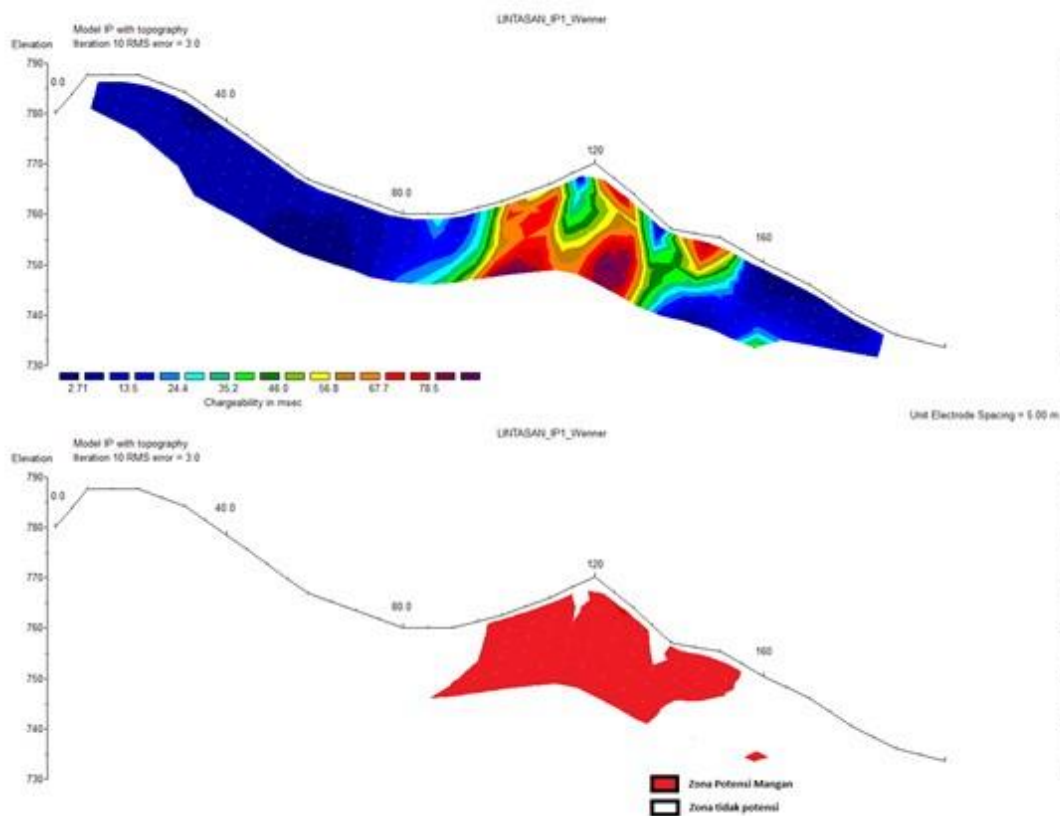 LINTASAN_IP1_Wenner
Model IP with topography
Elevation Iteration 10 RMS error = 3.0
790
0.0
780
40.0
770
120
80.0
760
160
750
740
730
2.71 13.5 24.4 35.2 46.0 56.8 67.7 78.5
Chargeability in msec
Unit Electrode Spacing = 5.00 m
LINTASAN_IP1_Wenner
Model IP with topography
Elevation Iteration 10 RMS error = 3.0
790
0.0
780
40.0
770
120
80.0
760
160
750
740
730
Zona Potensi Mangan
Zona tidak potensi